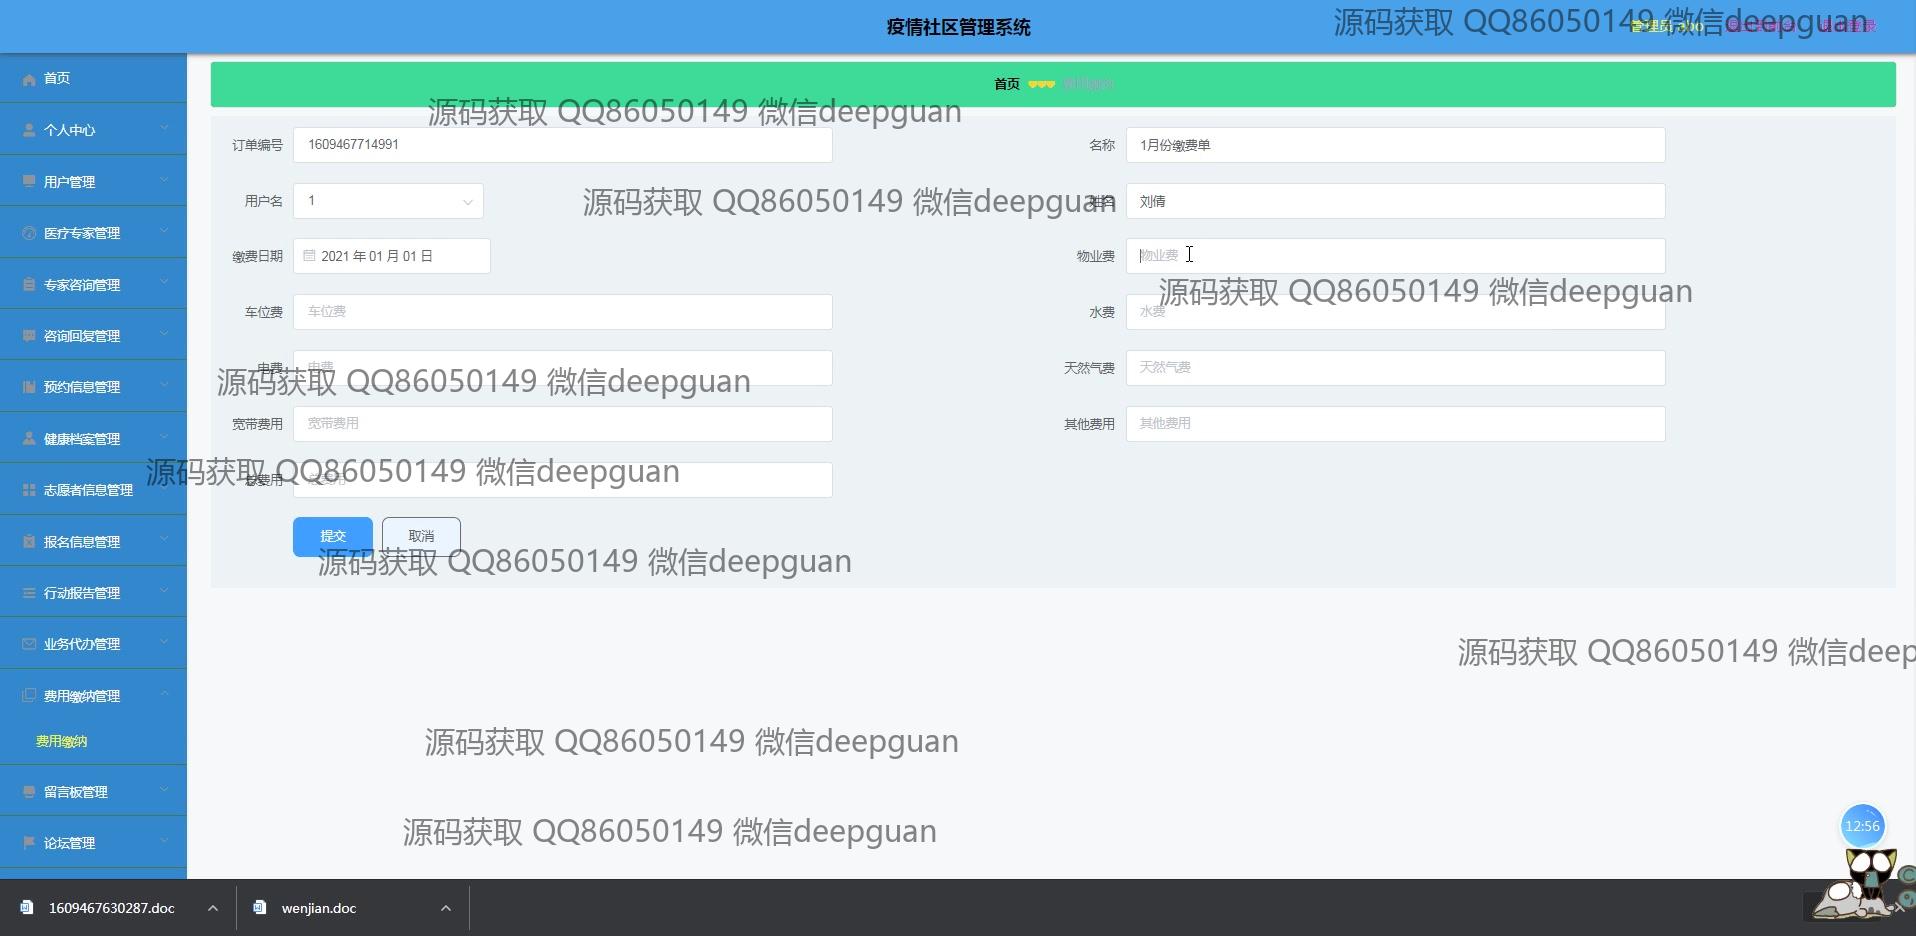 疫情社区管理系统
源码获取 QQ86050149 微信deepguan
管理员 abo
首页
源码获取 QQ86050149 微信deepguan
首页
个人中心
用户管理
医疗专家管理
专家咨询管理
咨询回复管理
预约信息管理
健康档案管理
志愿者信息管理
报名信息管理
行动报告管理
业务代办管理
费用缴纳管理
费用缴纳
留言板管理
论坛管理
订单编号 1609467714991
名称 1月份缴费单
用户名 1
源码获取 QQ86050149 微信deepguan
姓名 刘倩
缴费日期 2021 年 01 月 01 日
物业费 物业费
源码获取 QQ86050149 微信deepguan
车位费 车位费
水费 水费
电费 电费
源码获取 QQ86050149 微信deepguan
天然气费 天然气费
宽带费用 宽带费用
其他费用 其他费用
源码获取 QQ86050149 微信deepguan
总费用 总费用
提交 取消
源码获取 QQ86050149 微信deepguan
源码获取 QQ86050149 微信deep
源码获取 QQ86050149 微信deepguan
源码获取 QQ86050149 微信deepguan
12:56
1609467630287.doc
wenjian.doc